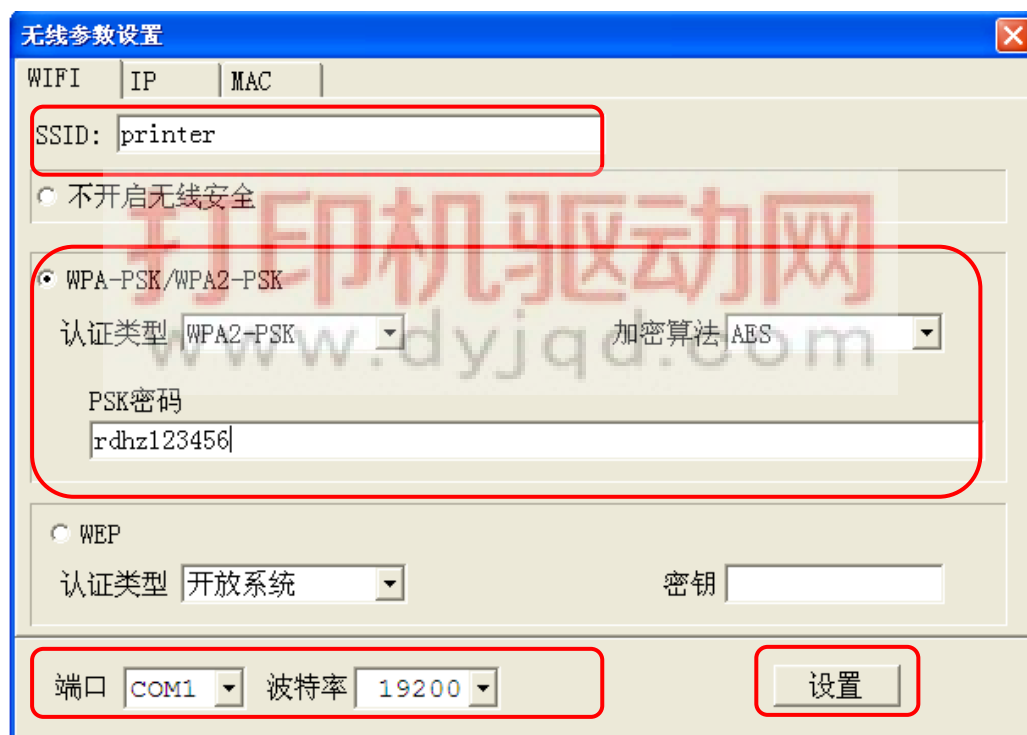 无线参数设置
WIFI IP MAC
SSID: printer
不开启无线安全
打印机驱动网
WPA-PSK/WPA2-PSK
认证类型 WPA2-PSK 加密算法 AES
www.dyjqd.com
PSK密码
rdhz123456
WEP
认证类型 开放系统 密钥
端口 COM1 波特率 19200 设置